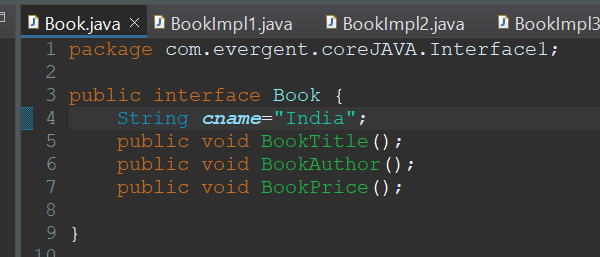 Book.java BookImpl1.java BookImpl2.java BookImpl3
1 package com.evergent.coreJAVA.Interface1;
2
3 public interface Book {
4 String cname="India";
5 public void BookTitle();
6 public void BookAuthor();
7 public void BookPrice();
8
9 }
10